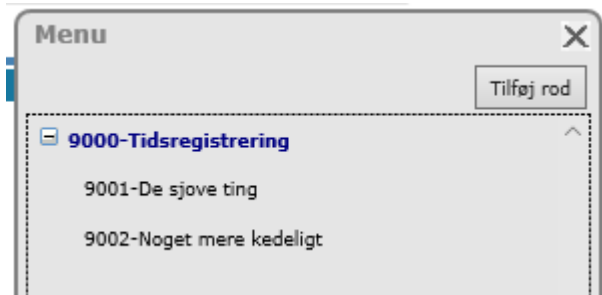 Menu
Tilføj rod
9000-Tidsregistrering
9001-De sjove ting
9002-Noget mere kedeligt